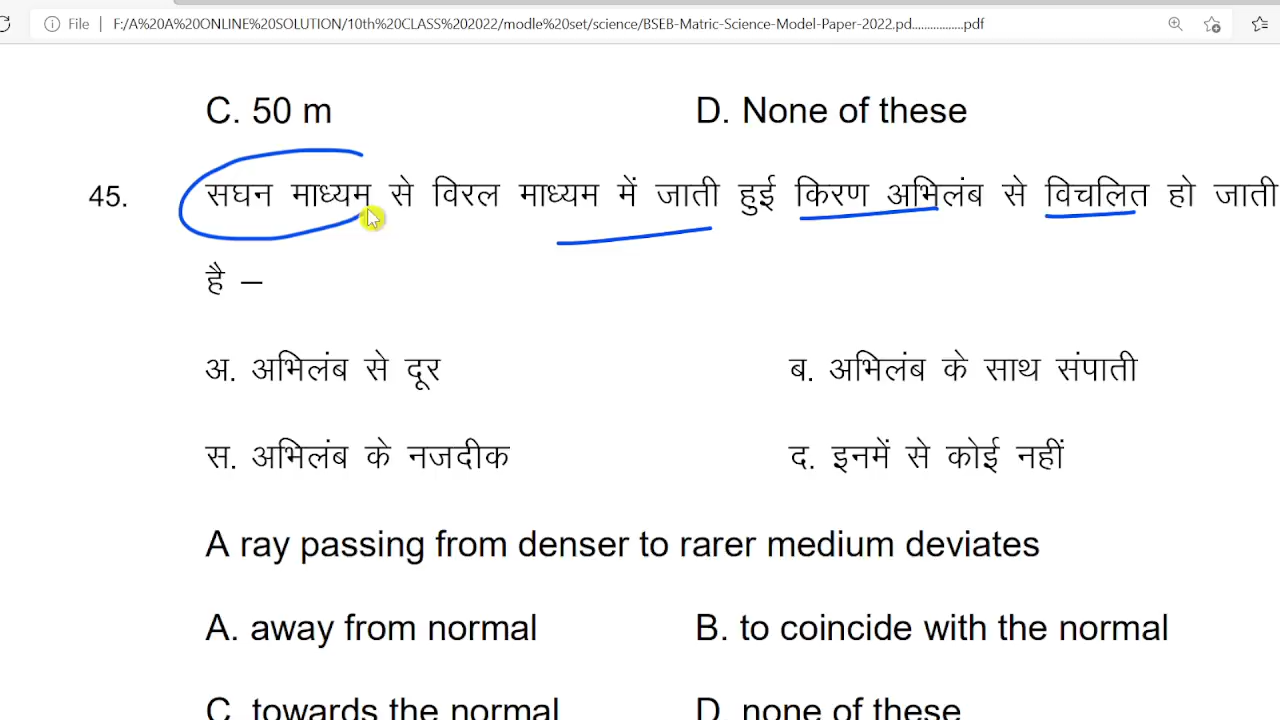 File | F:/A%20A%20ONLINE%20SOLUTION/10th%20CLASS%202022/modle%20set/science/BSEB-Matric-Science-Model-Paper-2022.pd.................pdf
C. 50 m D. None of these
45. सघन माध्यम से विरल माध्यम में जाती हुई किरण अभिलंब से विचलित हो जाती
है –
अ. अभिलंब से दूर ब. अभिलंब के साथ संपाती
स. अभिलंब के नजदीक द. इनमें से कोई नहीं
A ray passing from denser to rarer medium deviates
A. away from normal B. to coincide with the normal
C. towards the normal D. none of these